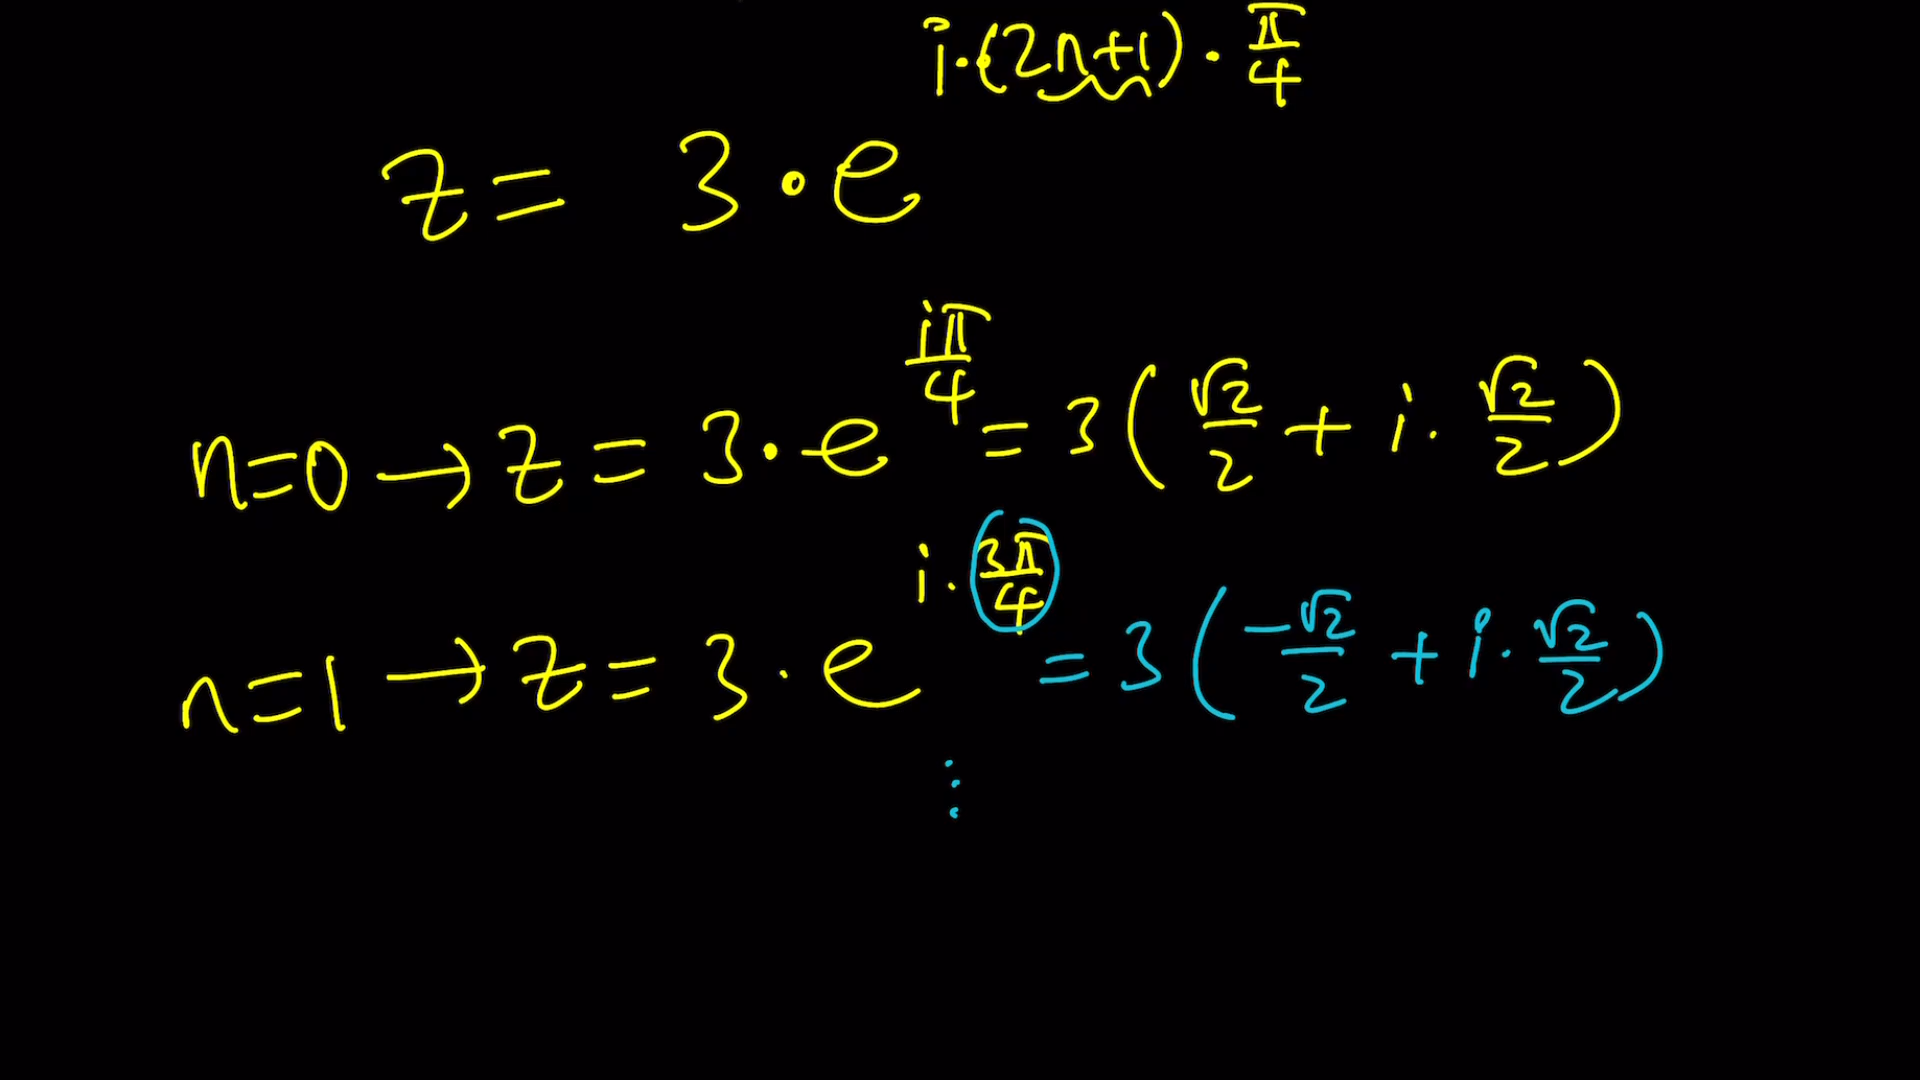 z = 3 · e^{i·(2n+1)·π/4}
n=0 → z = 3 · e^{iπ/4} = 3(√2/2 + i · √2/2)
n=1 → z = 3 · e^{i·3π/4} = 3(-√2/2 + i · √2/2)
⋮